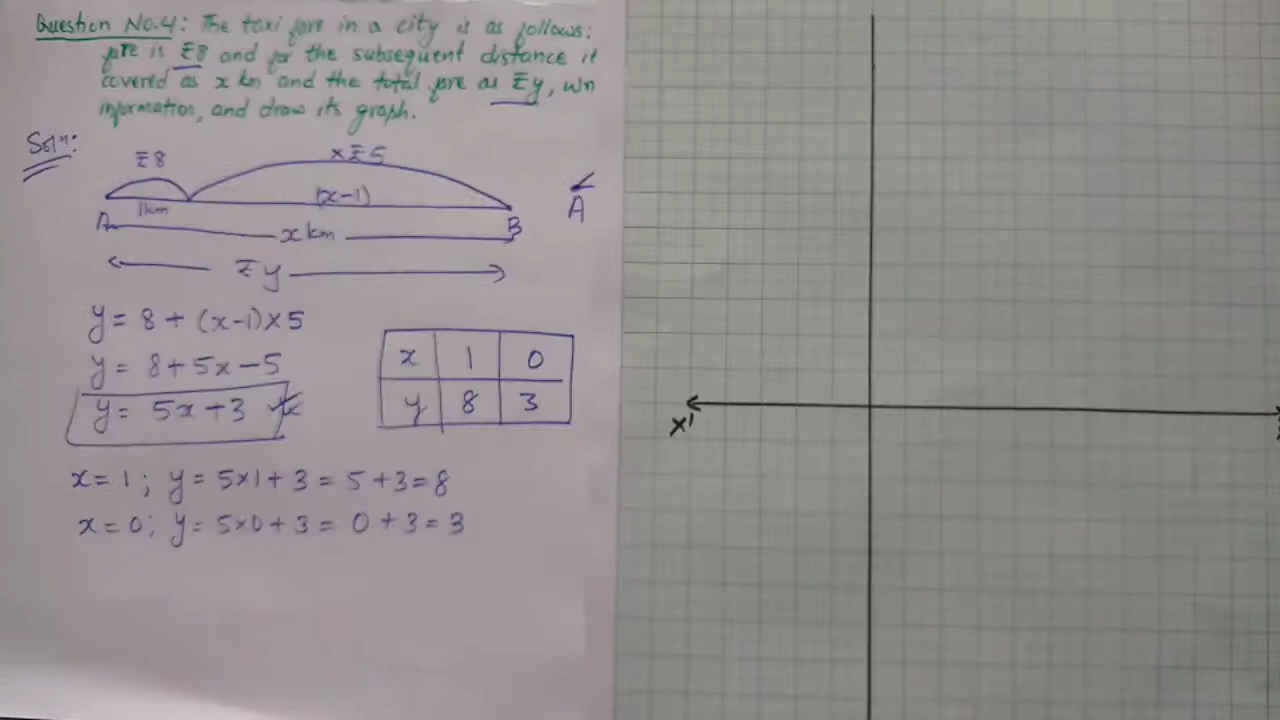 Question No.4: The taxi fare in a city is as follows:
fare is ₹8 and for the subsequent distance it
covered as x km and the total fare as ₹y, wri
information, and draw its graph.
Soln:
₹8
x₹5
1km
(x-1)
A
B
x km
₹y
A
y = 8 + (x-1)×5
y = 8+5x-5
y = 5x+3
x 1 0
y 8 3
x=1; y = 5×1+3 = 5+3=8
x=0; y = 5×0+3 = 0+3=3
X'